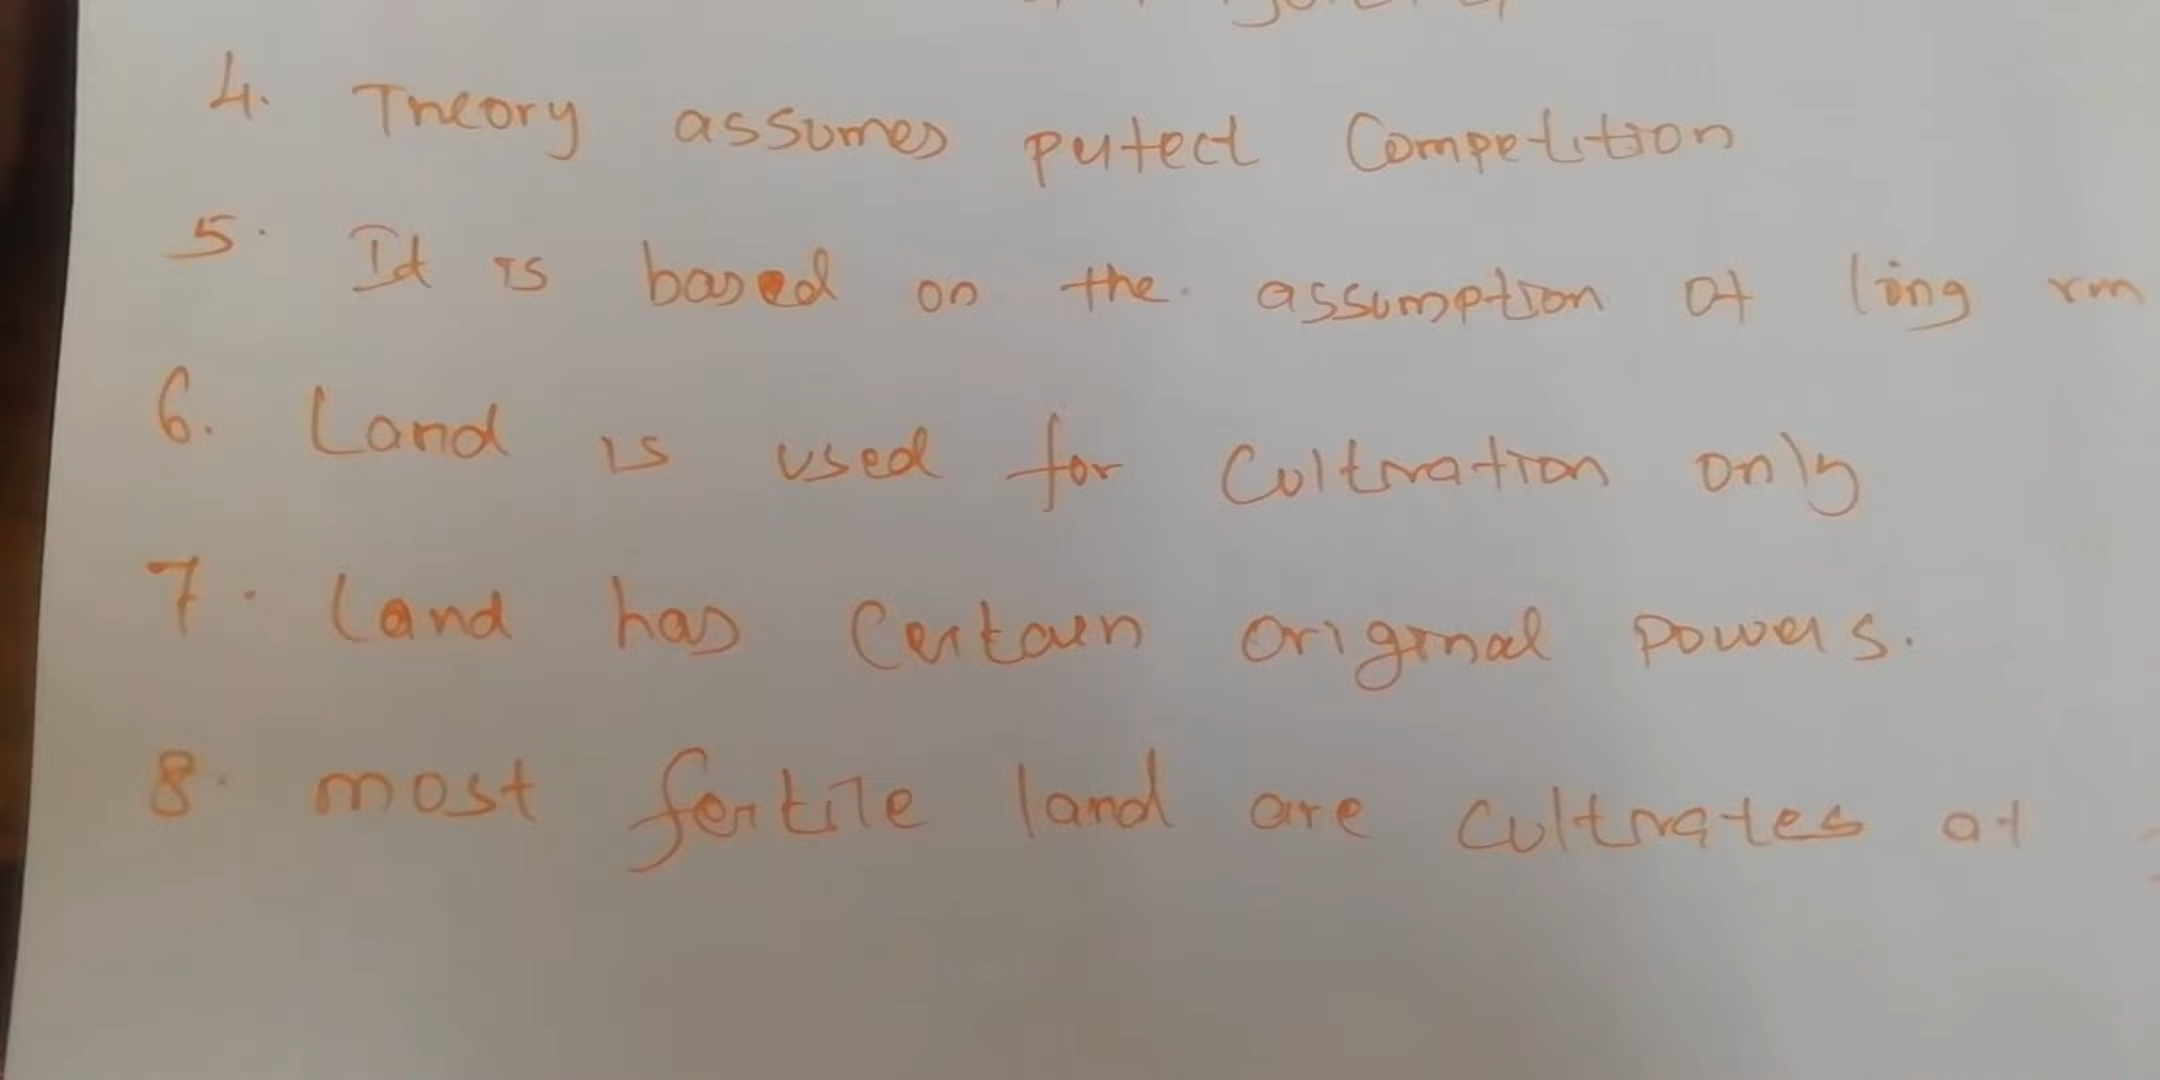 4. Theory assumes perfect Competition
5. It is based on the assumption of long run
6. Land is used for Cultivation only
7. Land has Certain original powers.
8. most fertile land are cultivates at